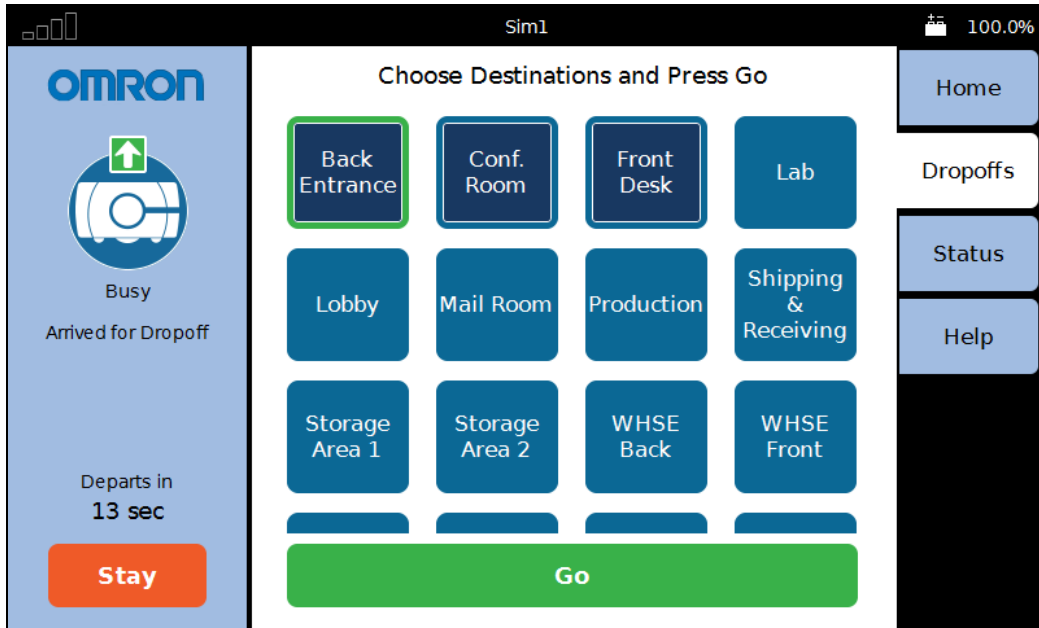 Sim1
100.0%
OMRON
Busy
Arrived for Dropoff
Departs in
13 sec
Stay
Choose Destinations and Press Go
Back
Entrance
Conf.
Room
Front
Desk
Lab
Lobby
Mail Room
Production
Shipping
&
Receiving
Storage
Area 1
Storage
Area 2
WHSE
Back
WHSE
Front
Go
Home
Dropoffs
Status
Help